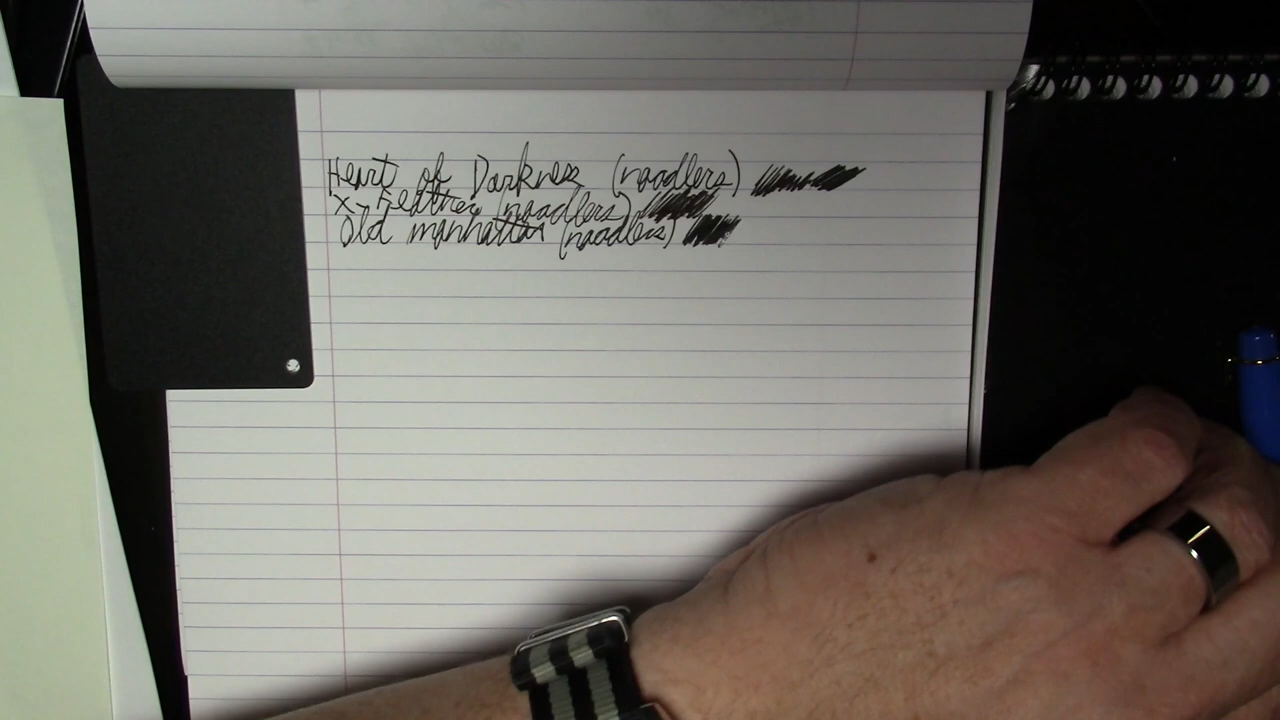 Heart of Darkness (noodlers)
X-Feather (noodlers)
Old manhattan (noodlers)